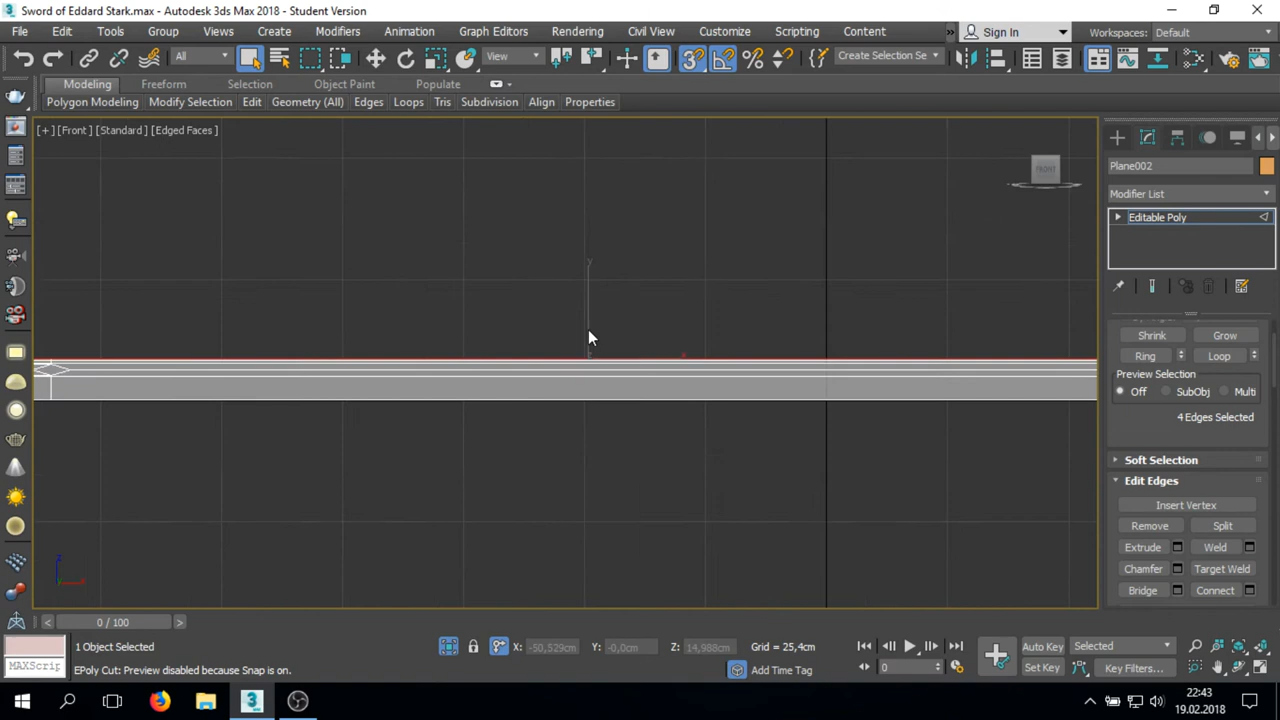 Sword of Eddard Stark.max - Autodesk 3ds Max 2018 - Student Version
File Edit Tools Group Views Create Modifiers Animation Graph Editors Rendering Civil View Customize Scripting Content » Sign In Workspaces: Default
All View 3 Create Selection Se
Modeling Freeform Selection Object Paint Populate
Polygon Modeling Modify Selection Edit Geometry (All) Edges Loops Tris Subdivision Align Properties
[+] [Front] [Standard] [Edged Faces]
FRONT
Plane002
Modifier List
Editable Poly
Shrink Grow
Ring Loop
Preview Selection
Off SubObj Multi
4 Edges Selected
Soft Selection
Edit Edges
Insert Vertex
Remove Split
Extrude Weld
Chamfer Target Weld
Bridge Connect
y
x
z
< 0 / 100 >
1 Object Selected X: -50,529cm Y: -0,0cm Z: 14,988cm Grid = 25,4cm Auto Key Selected
MAXScrip EPoly Cut: Preview disabled because Snap is on. Add Time Tag 0 Set Key Key Filters...
3 MAX
22:43
19.02.2018